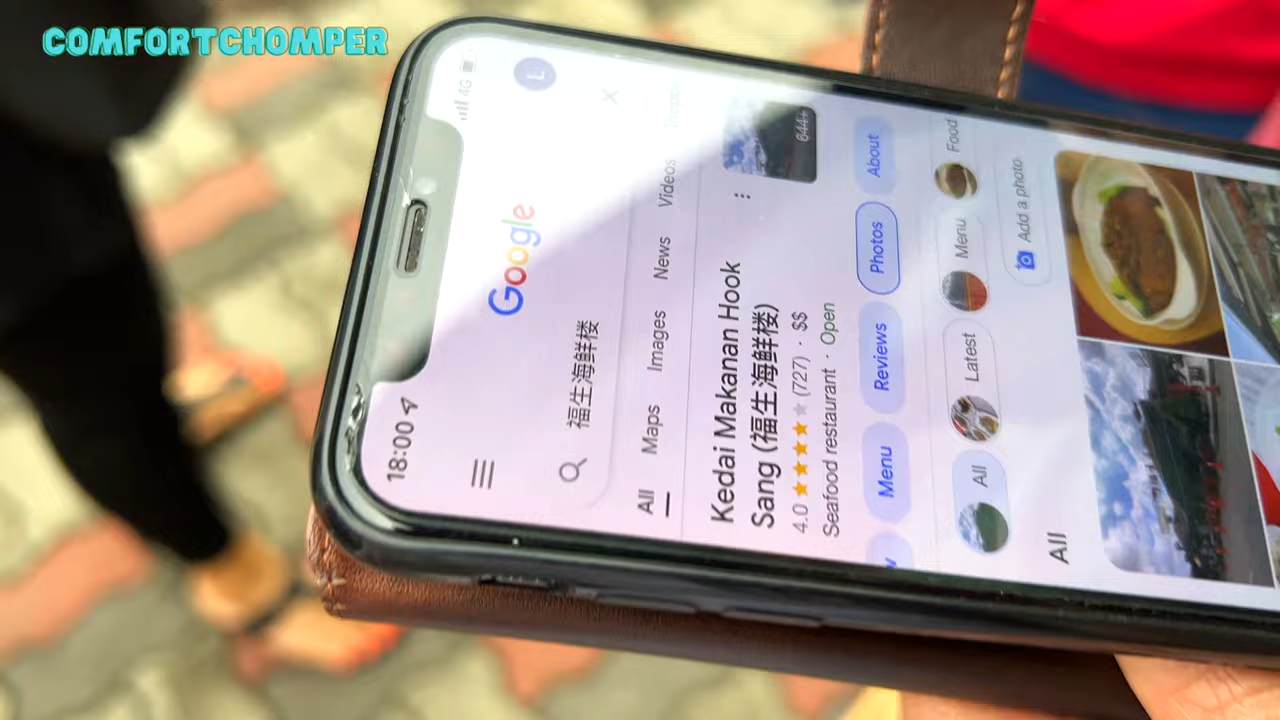 COMFORTCHOMPER
18:00
4G
L
Google
福生海鲜楼
All Maps Images News Videos
Kedai Makanan Hook
Sang (福生海鲜楼)
4.0 ★★★★★ (727) · $$
Seafood restaurant · Open
644+
Menu Reviews Photos About
All Latest Menu Food
Add a photo
All